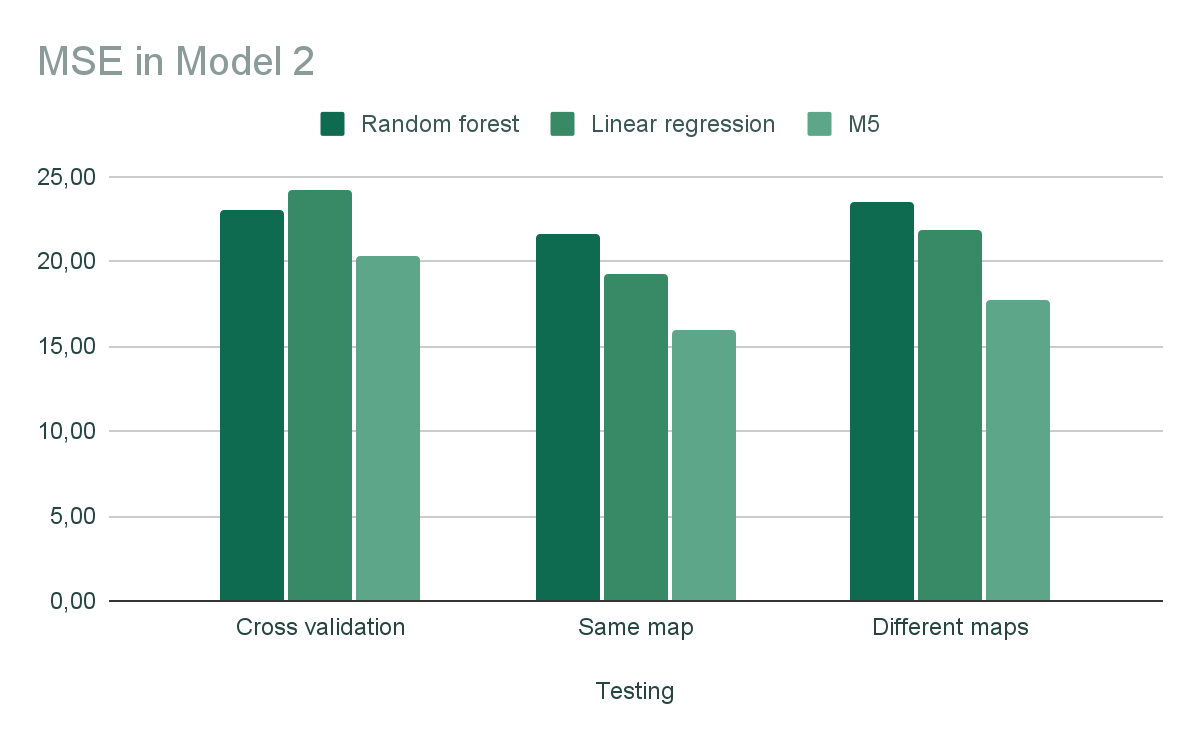 MSE in Model 2
Random forest Linear regression M5
25,00
20,00
15,00
10,00
5,00
0,00
Cross validation Same map Different maps
Testing